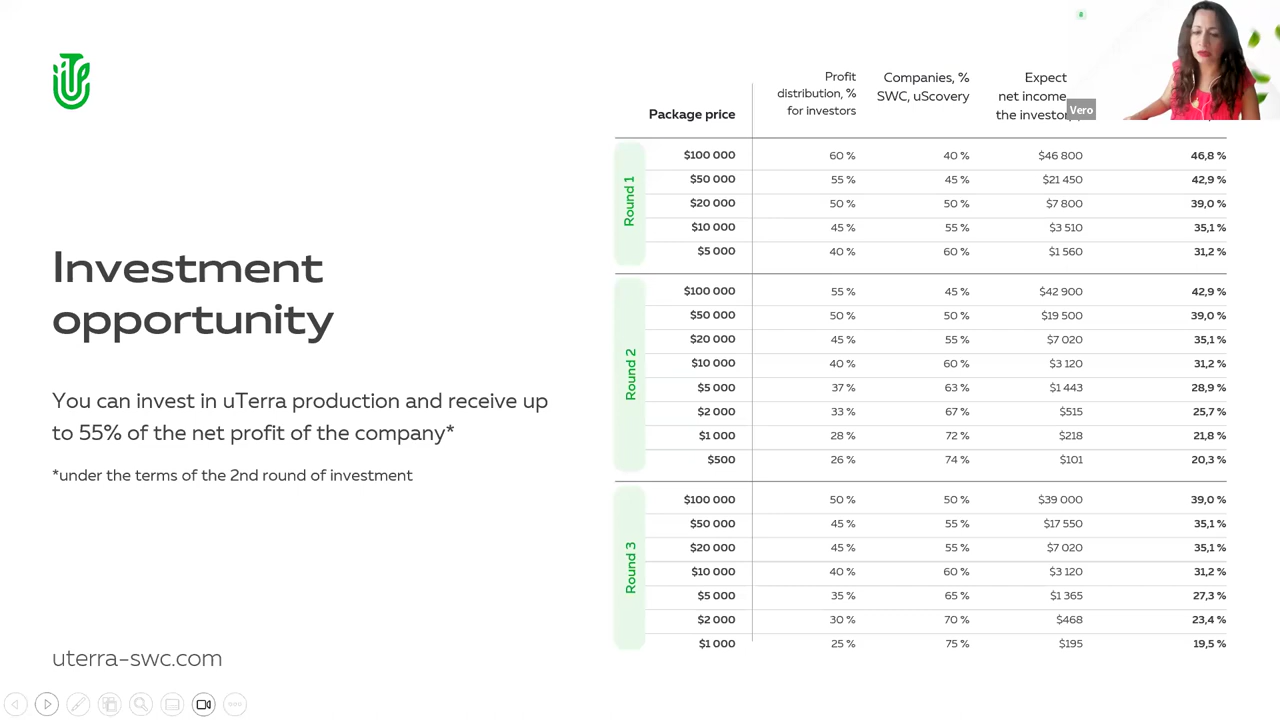 Investment
opportunity
You can invest in uTerra production and receive up
to 55% of the net profit of the company*
*under the terms of the 2nd round of investment
uterra-swc.com
Package price
Profit
distribution, %
for investors
Companies, %
SWC, uScovery
Expect
net income
the investor
Vero
Round 1
$100 000 60 % 40 % $46 800 46,8 %
$50 000 55 % 45 % $21 450 42,9 %
$20 000 50 % 50 % $7 800 39,0 %
$10 000 45 % 55 % $3 510 35,1 %
$5 000 40 % 60 % $1 560 31,2 %
Round 2
$100 000 55 % 45 % $42 900 42,9 %
$50 000 50 % 50 % $19 500 39,0 %
$20 000 45 % 55 % $7 020 35,1 %
$10 000 40 % 60 % $3 120 31,2 %
$5 000 37 % 63 % $1 443 28,9 %
$2 000 33 % 67 % $515 25,7 %
$1 000 28 % 72 % $218 21,8 %
$500 26 % 74 % $101 20,3 %
Round 3
$100 000 50 % 50 % $39 000 39,0 %
$50 000 45 % 55 % $17 550 35,1 %
$20 000 45 % 55 % $7 020 35,1 %
$10 000 40 % 60 % $3 120 31,2 %
$5 000 35 % 65 % $1 365 27,3 %
$2 000 30 % 70 % $468 23,4 %
$1 000 25 % 75 % $195 19,5 %